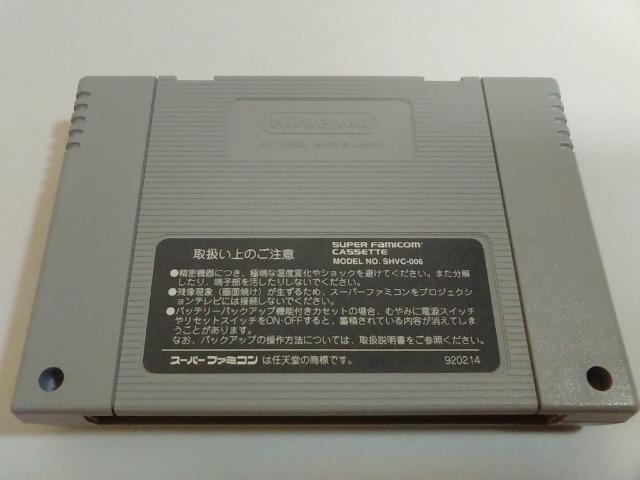 Nintendo
PAT. PEND. MADE IN JAPAN
取扱い上のご注意
SUPER FAMICOM
CASSETTE
MODEL NO. SHVC-006
●精密機器につき、極端な温度変化やショックを避けてください。また分解
したり、端子部を汚したりしないでください。
●残像現象（画面焼け）が生ずるため、スーパーファミコンをプロジェクシ
ョンテレビには接続しないでください。
●バッテリーバックアップ機能付きカセットの場合、むやみに電源スイッチ
やリセットスイッチをON・OFFすると、蓄積されている内容が消えてしま
うことがあります。
なお、バックアップの操作方法については、取扱説明書をご参照ください。
スーパーファミコンは任天堂の商標です。 920214